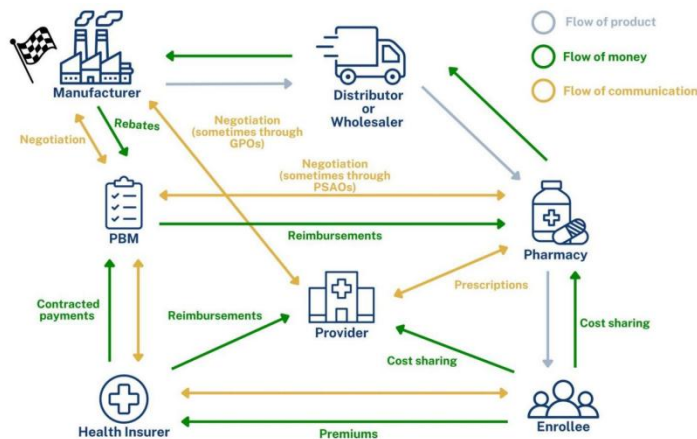 Flow of product
Flow of money
Flow of communication
Manufacturer
Distributor
or
Wholesaler
Rebates
Negotiation
Negotiation
(sometimes through
GPOs)
Negotiation
(sometimes through
PSAOs)
PBM
Reimbursements
Pharmacy
Contracted
payments
Reimbursements
Provider
Prescriptions
Cost sharing
Cost sharing
Health Insurer
Premiums
Enrollee